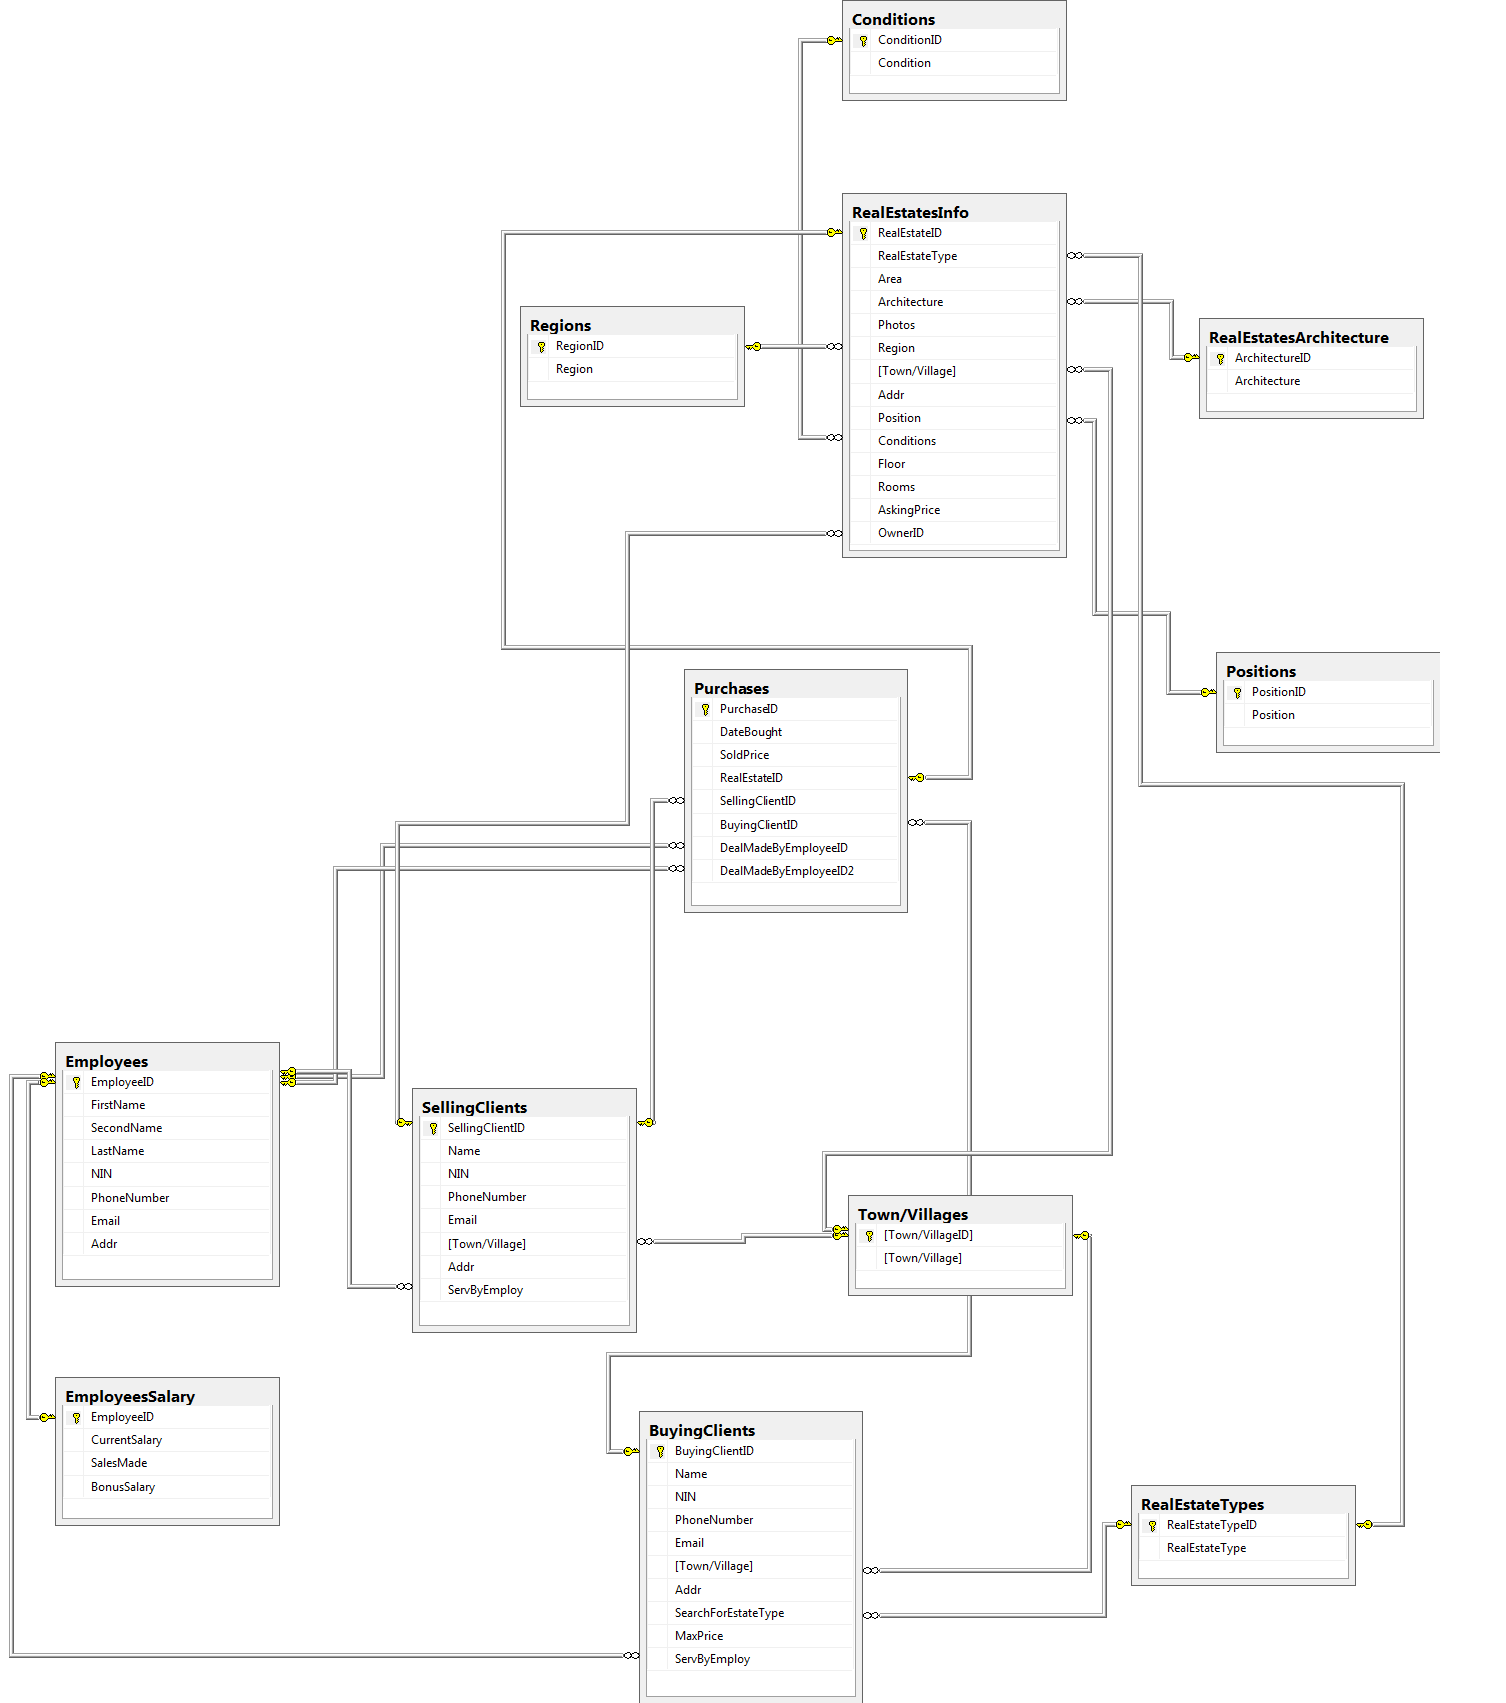 Conditions
ConditionID
Condition
RealEstatesInfo
RealEstateID
RealEstateType
Area
Architecture
Photos
Region
[Town/Village]
Addr
Position
Conditions
Floor
Rooms
AskingPrice
OwnerID
Regions
RegionID
Region
RealEstatesArchitecture
ArchitectureID
Architecture
Positions
PositionID
Position
Purchases
PurchaseID
DateBought
SoldPrice
RealEstateID
SellingClientID
BuyingClientID
DealMadeByEmployeeID
DealMadeByEmployeeID2
Employees
EmployeeID
FirstName
SecondName
LastName
NIN
PhoneNumber
Email
Addr
SellingClients
SellingClientID
Name
NIN
PhoneNumber
Email
[Town/Village]
Addr
ServByEmploy
Town/Villages
[Town/VillageID]
[Town/Village]
EmployeesSalary
EmployeeID
CurrentSalary
SalesMade
BonusSalary
BuyingClients
BuyingClientID
Name
NIN
PhoneNumber
Email
[Town/Village]
Addr
SearchForEstateType
MaxPrice
ServByEmploy
RealEstateTypes
RealEstateTypeID
RealEstateType